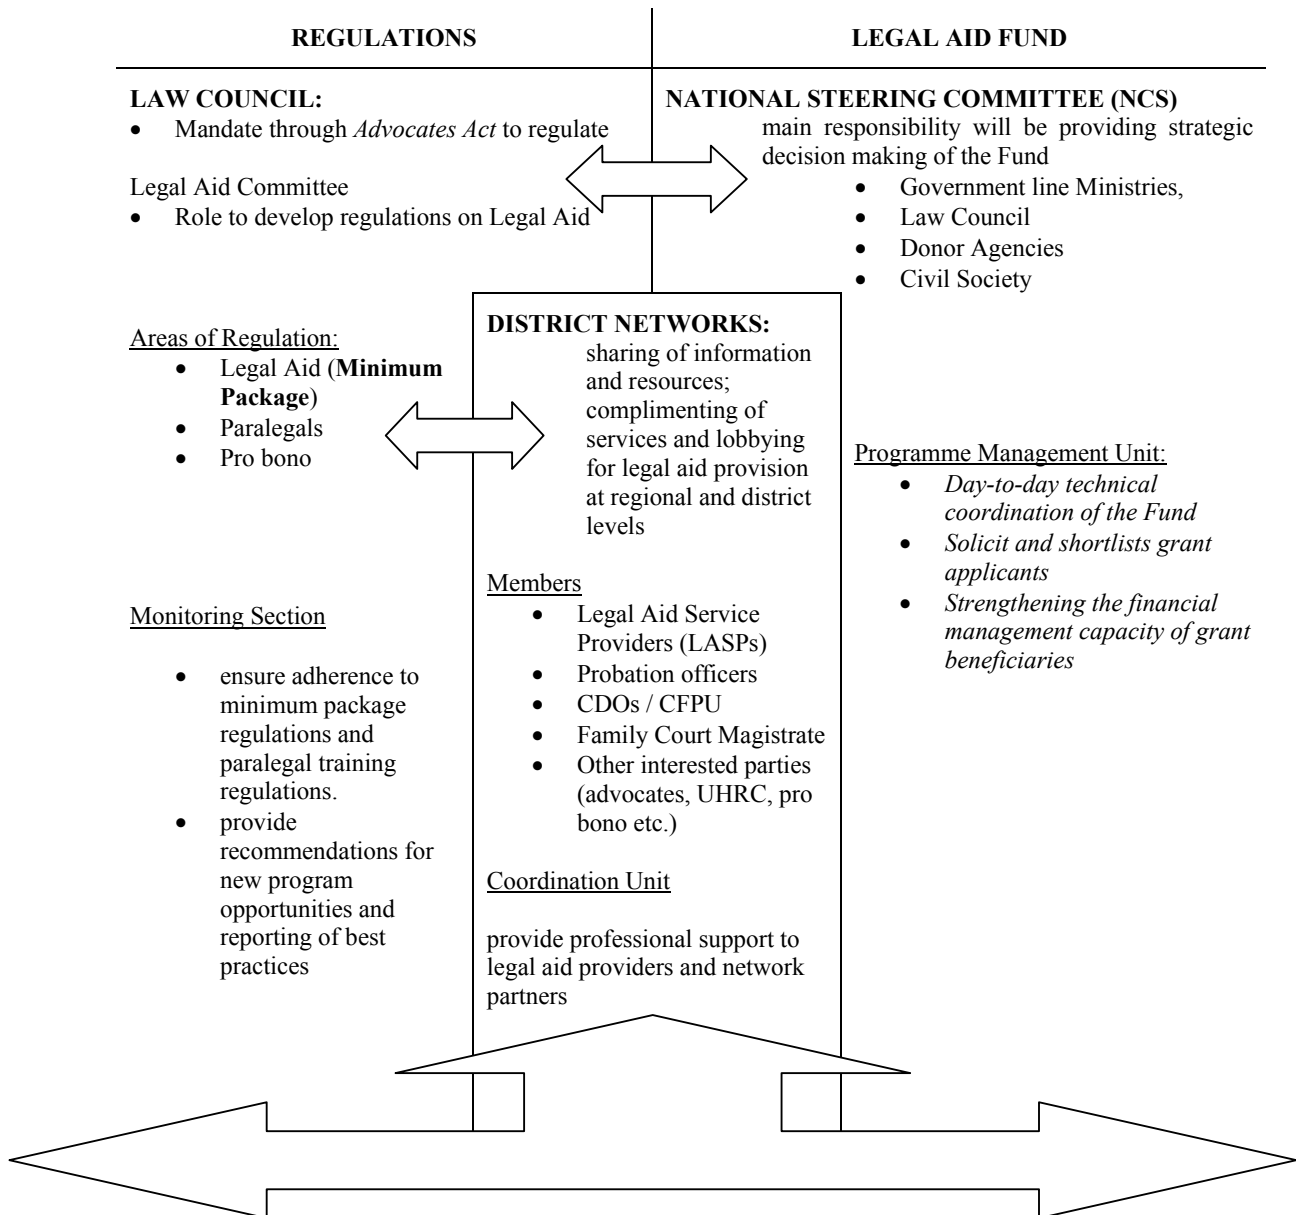 REGULATIONS
LEGAL AID FUND
LAW COUNCIL:
• Mandate through Advocates Act to regulate
Legal Aid Committee
• Role to develop regulations on Legal Aid
NATIONAL STEERING COMMITTEE (NCS)
main responsibility will be providing strategic
decision making of the Fund
• Government line Ministries,
• Law Council
• Donor Agencies
• Civil Society
Areas of Regulation:
• Legal Aid (Minimum
Package)
• Paralegals
• Pro bono
Monitoring Section
• ensure adherence to
minimum package
regulations and
paralegal training
regulations.
• provide
recommendations for
new program
opportunities and
reporting of best
practices
DISTRICT NETWORKS:
sharing of information
and resources;
complimenting of
services and lobbying
for legal aid provision
at regional and district
levels
Members
• Legal Aid Service
Providers (LASPs)
• Probation officers
• CDOs / CFPU
• Family Court Magistrate
• Other interested parties
(advocates, UHRC, pro
bono etc.)
Coordination Unit
provide professional support to
legal aid providers and network
partners
Programme Management Unit:
• Day-to-day technical
coordination of the Fund
• Solicit and shortlists grant
applicants
• Strengthening the financial
management capacity of grant
beneficiaries